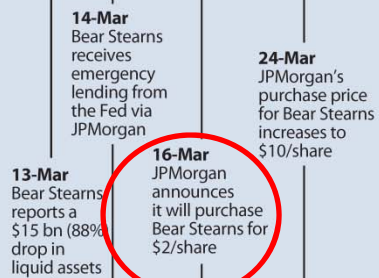 14-Mar
Bear Stearns
receives
emergency
lending from
the Fed via
JPMorgan
24-Mar
JPMorgan's
purchase price
for Bear Stearns
increases to
$10/share
13-Mar
Bear Stearns
reports a
$15 bn (88%)
drop in
liquid assets
16-Mar
JPMorgan
announces
it will purchase
Bear Stearns for
$2/share